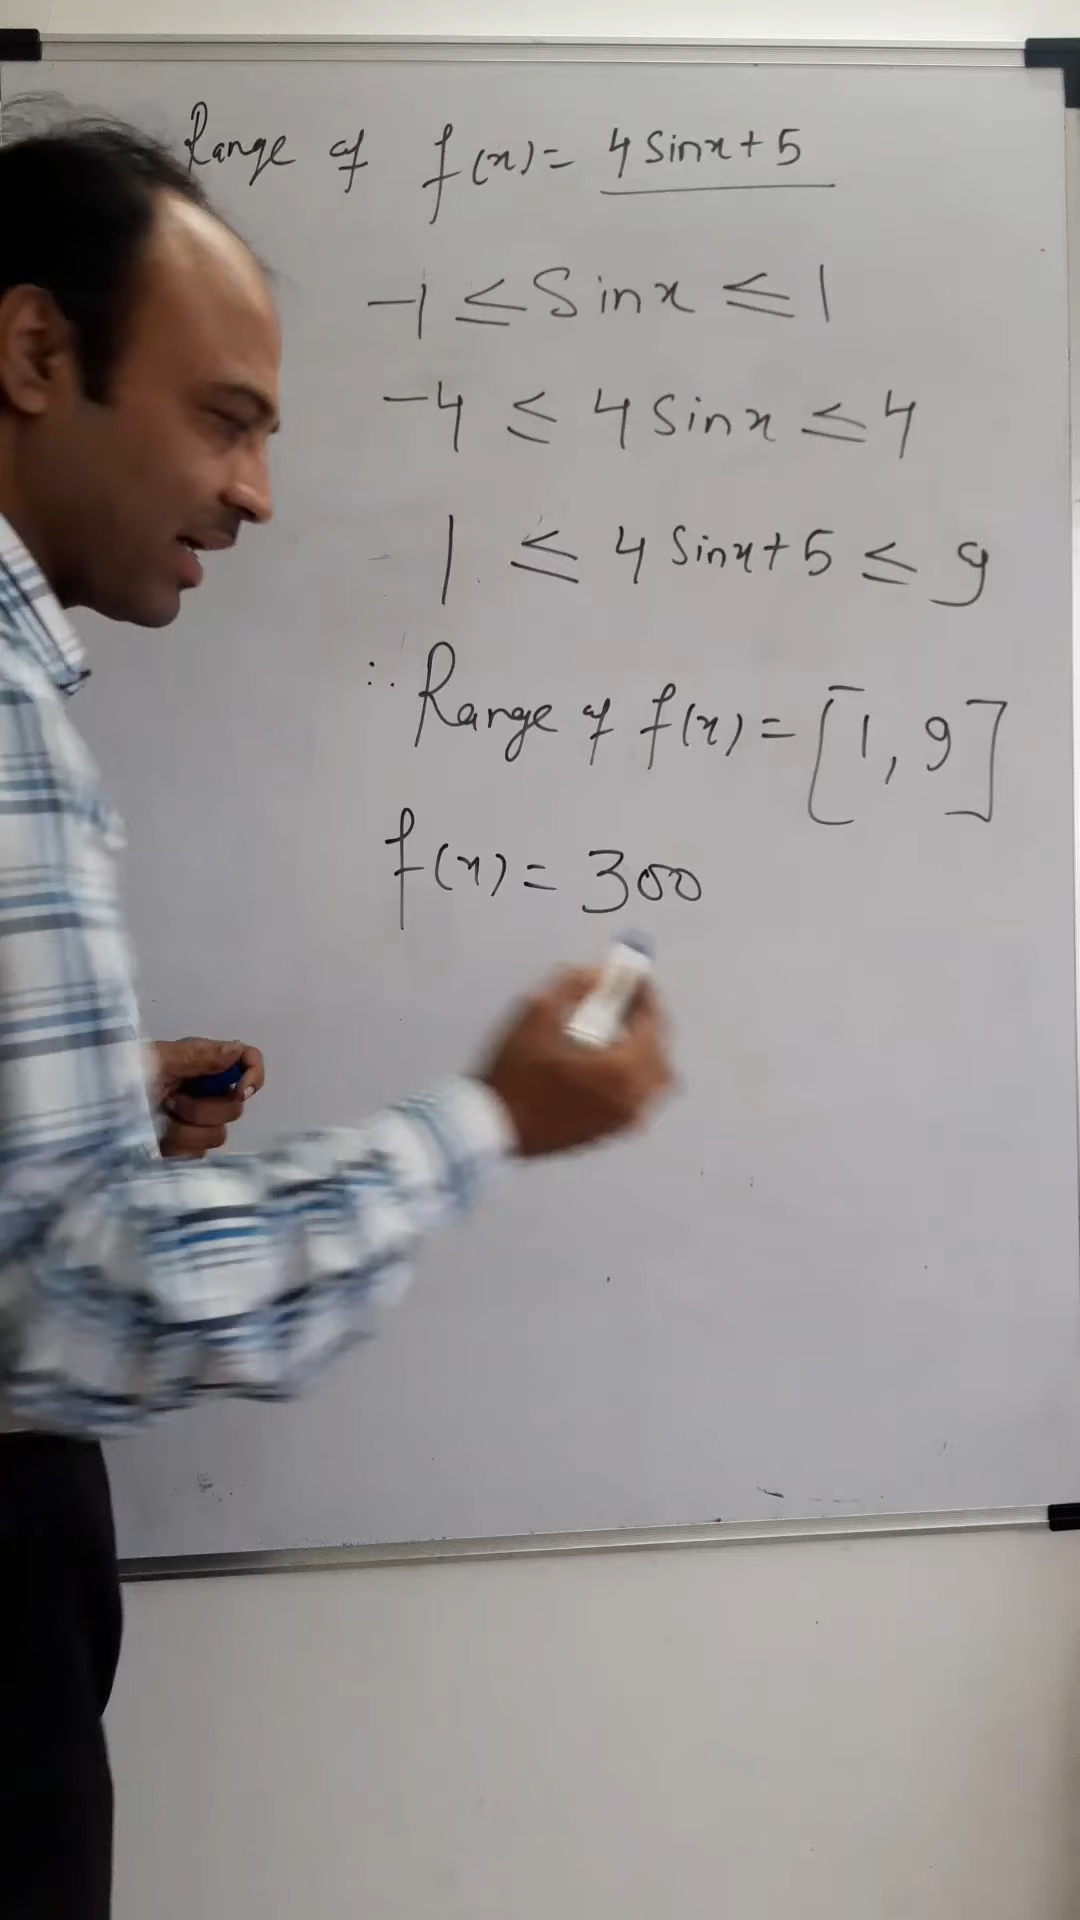 Range of f(x) = 4 Sinx + 5
-1 ≤ Sinx ≤ 1
-4 ≤ 4 Sinx ≤ 4
1 ≤ 4 Sinx + 5 ≤ 9
∴ Range of f(x) = [1, 9]
f(x) = 300